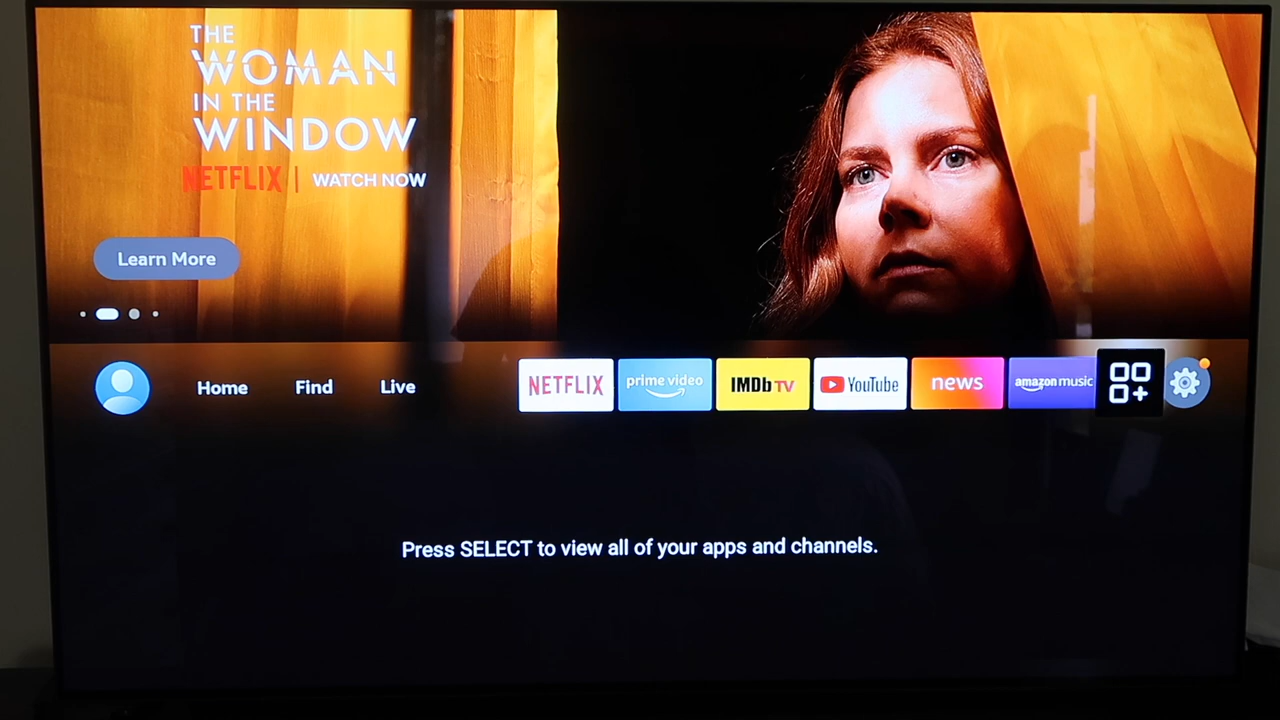 THE
WOMAN
IN THE
WINDOW
NETFLIX | WATCH NOW
Learn More
Home Find Live NETFLIX prime video IMDb TV YouTube news amazon music
Press SELECT to view all of your apps and channels.